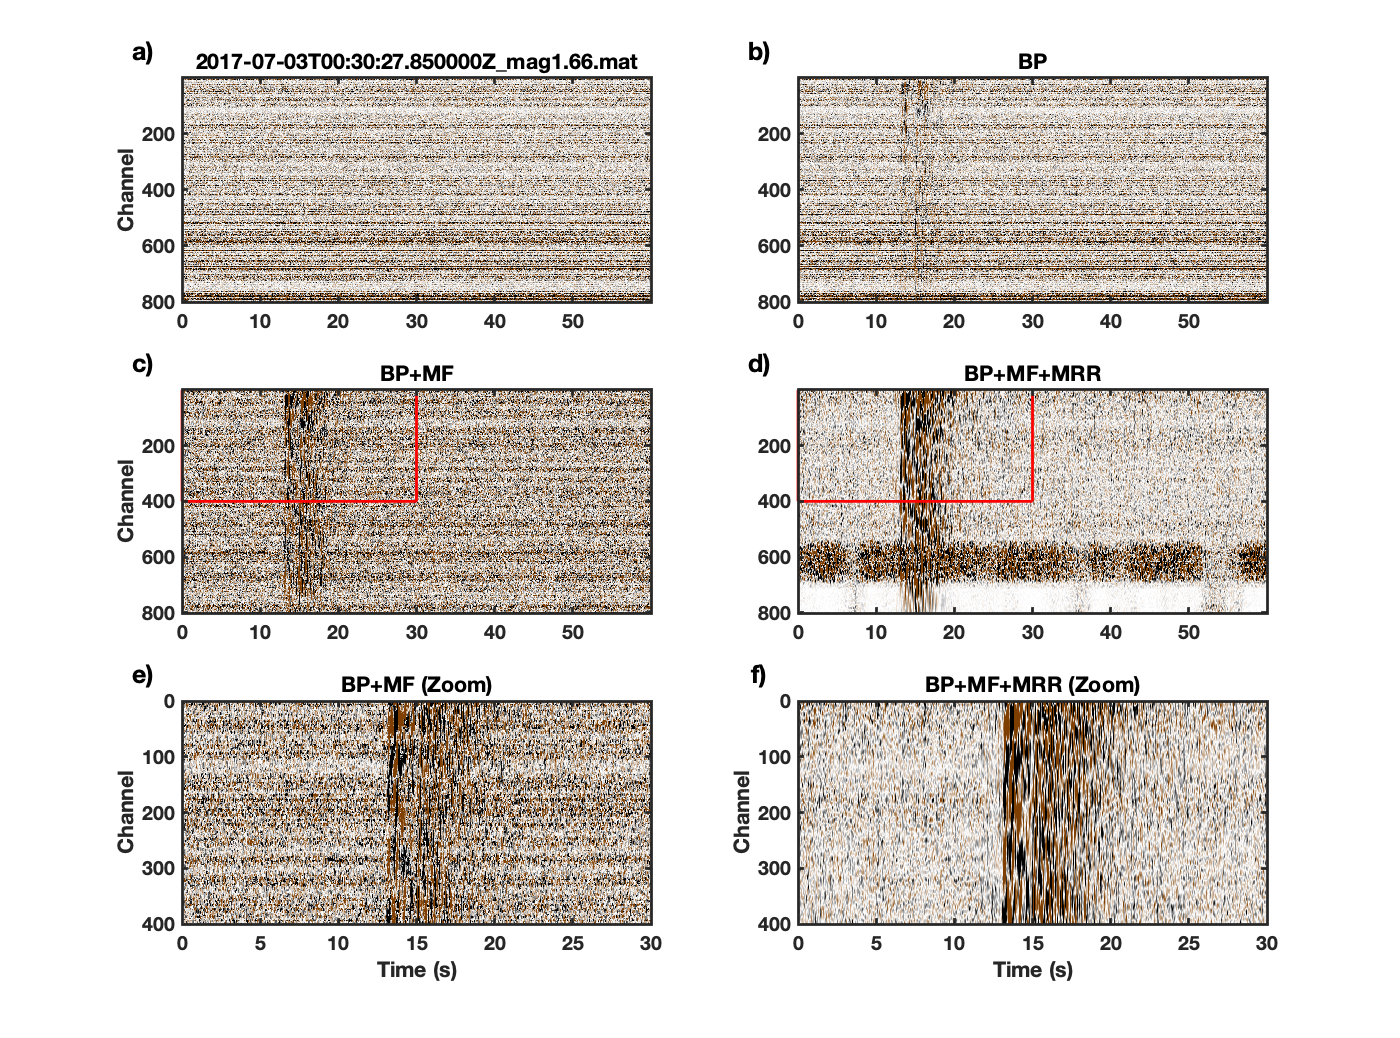 a)
2017-07-03T00:30:27.850000Z_mag1.66.mat
Channel
200
400
600
800
0 10 20 30 40 50
b)
BP
200
400
600
800
0 10 20 30 40 50
c)
BP+MF
Channel
200
400
600
800
0 10 20 30 40 50
d)
BP+MF+MRR
200
400
600
800
0 10 20 30 40 50
e)
BP+MF (Zoom)
Channel
0
100
200
300
400
0 5 10 15 20 25 30
Time (s)
f)
BP+MF+MRR (Zoom)
Channel
0
100
200
300
400
0 5 10 15 20 25 30
Time (s)